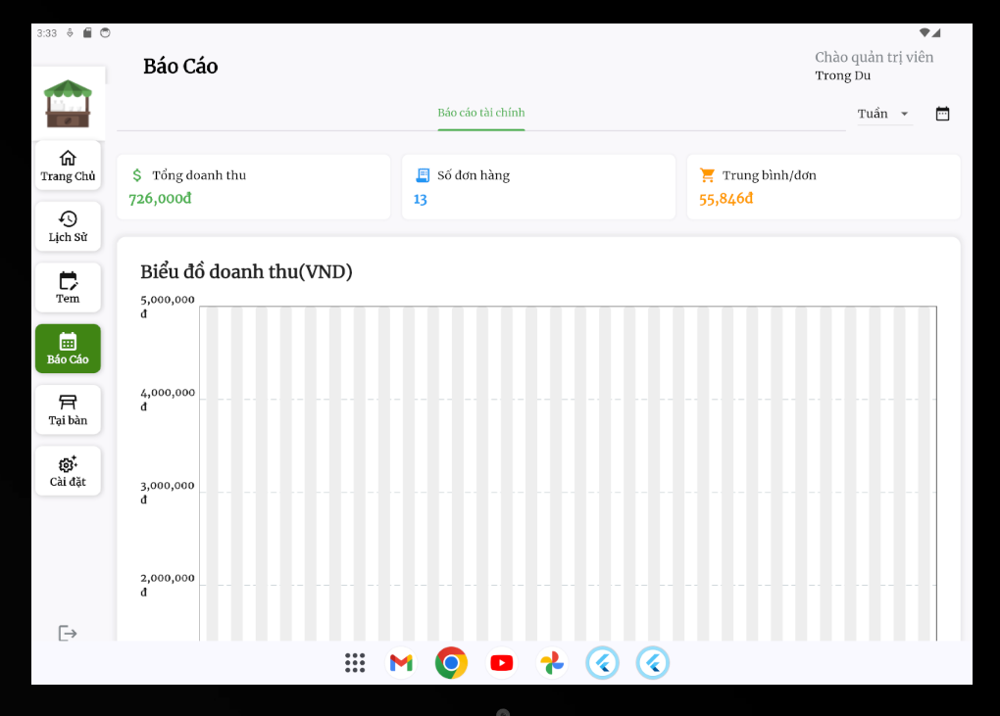 3:33
Báo Cáo
Chào quản trị viên
Trong Du
Báo cáo tài chính
Tuần
Trang Chủ
Lịch Sử
Tem
Báo Cáo
Tại bàn
Cài đặt
Tổng doanh thu
726,000đ
Số đơn hàng
13
Trung bình/đơn
55,846đ
Biểu đồ doanh thu(VND)
5,000,000
đ
4,000,000
đ
3,000,000
đ
2,000,000
đ